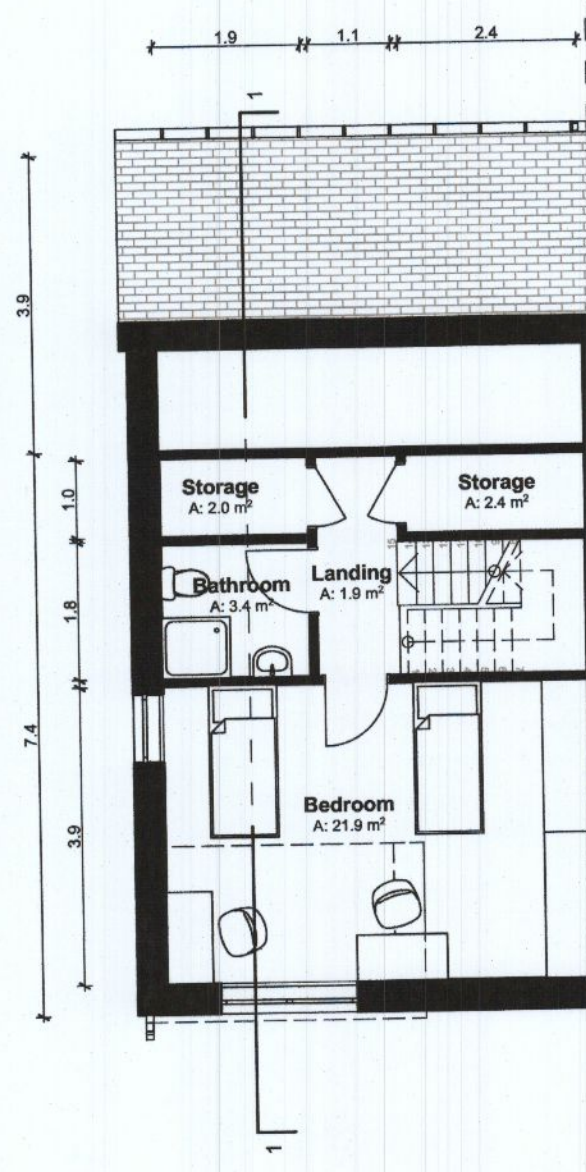 1.9
1.1
2.4
1
3.9
Storage
A: 2.0 m²
Storage
A: 2.4 m²
1.0
Bathroom
A: 3.4 m²
Landing
A: 1.9 m²
15
1.8
7.4
3.9
Bedroom
A: 21.9 m²
1